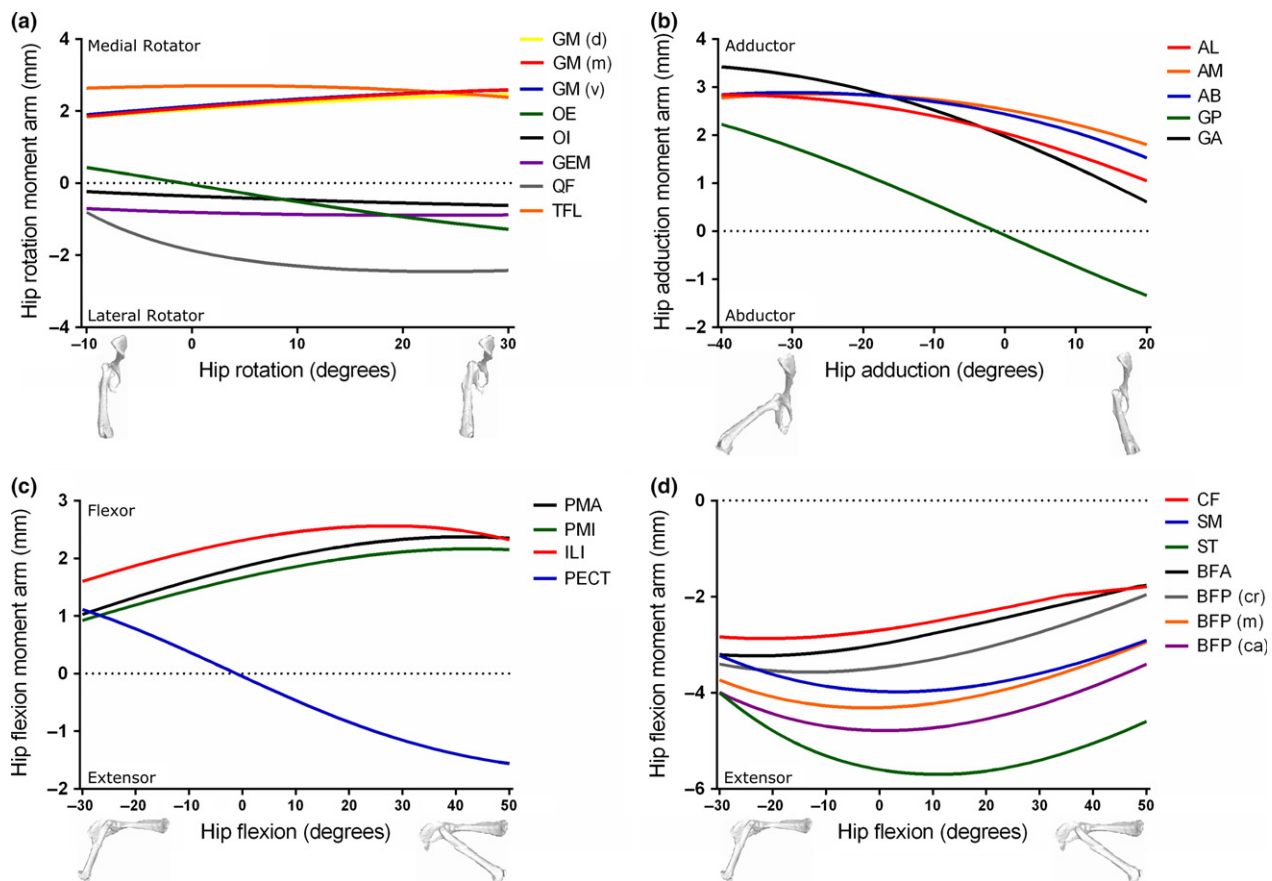 (a)
Hip rotation moment arm (mm)
4
2
0
−2
−4
Medial Rotator
Lateral Rotator
−10
0
10
20
30
Hip rotation (degrees)
GM (d)
GM (m)
GM (v)
OE
OI
GEM
QF
TFL
(b)
Hip adduction moment arm (mm)
4
3
2
1
0
−1
−2
Adductor
Abductor
−40
−30
−20
−10
0
10
20
Hip adduction (degrees)
AL
AM
AB
GP
GA
(c)
Hip flexion moment arm (mm)
3
2
1
0
−1
−2
Flexor
Extensor
−30
−20
−10
0
10
20
30
40
50
Hip flexion (degrees)
PMA
PMI
ILI
PECT
(d)
Hip flexion moment arm (mm)
0
−2
−4
−6
Extensor
−30
−20
−10
0
10
20
30
40
50
Hip flexion (degrees)
CF
SM
ST
BFA
BFP (cr)
BFP (m)
BFP (ca)